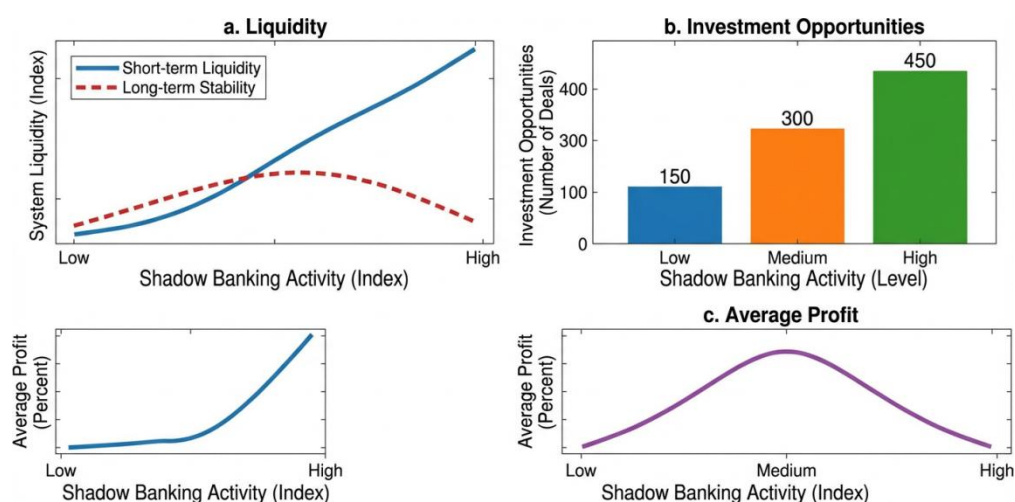 a. Liquidity
Short-term Liquidity
Long-term Stability
System Liquidity (Index)
Low
High
Shadow Banking Activity (Index)
b. Investment Opportunities
Investment Opportunities
(Number of Deals)
400
300
100
0
150
300
450
Low
Medium
High
Shadow Banking Activity (Level)
Average Profit
(Percent)
Low
High
Shadow Banking Activity (Index)
c. Average Profit
Average Profit
(Percent)
Low
Medium
High
Shadow Banking Activity (Index)